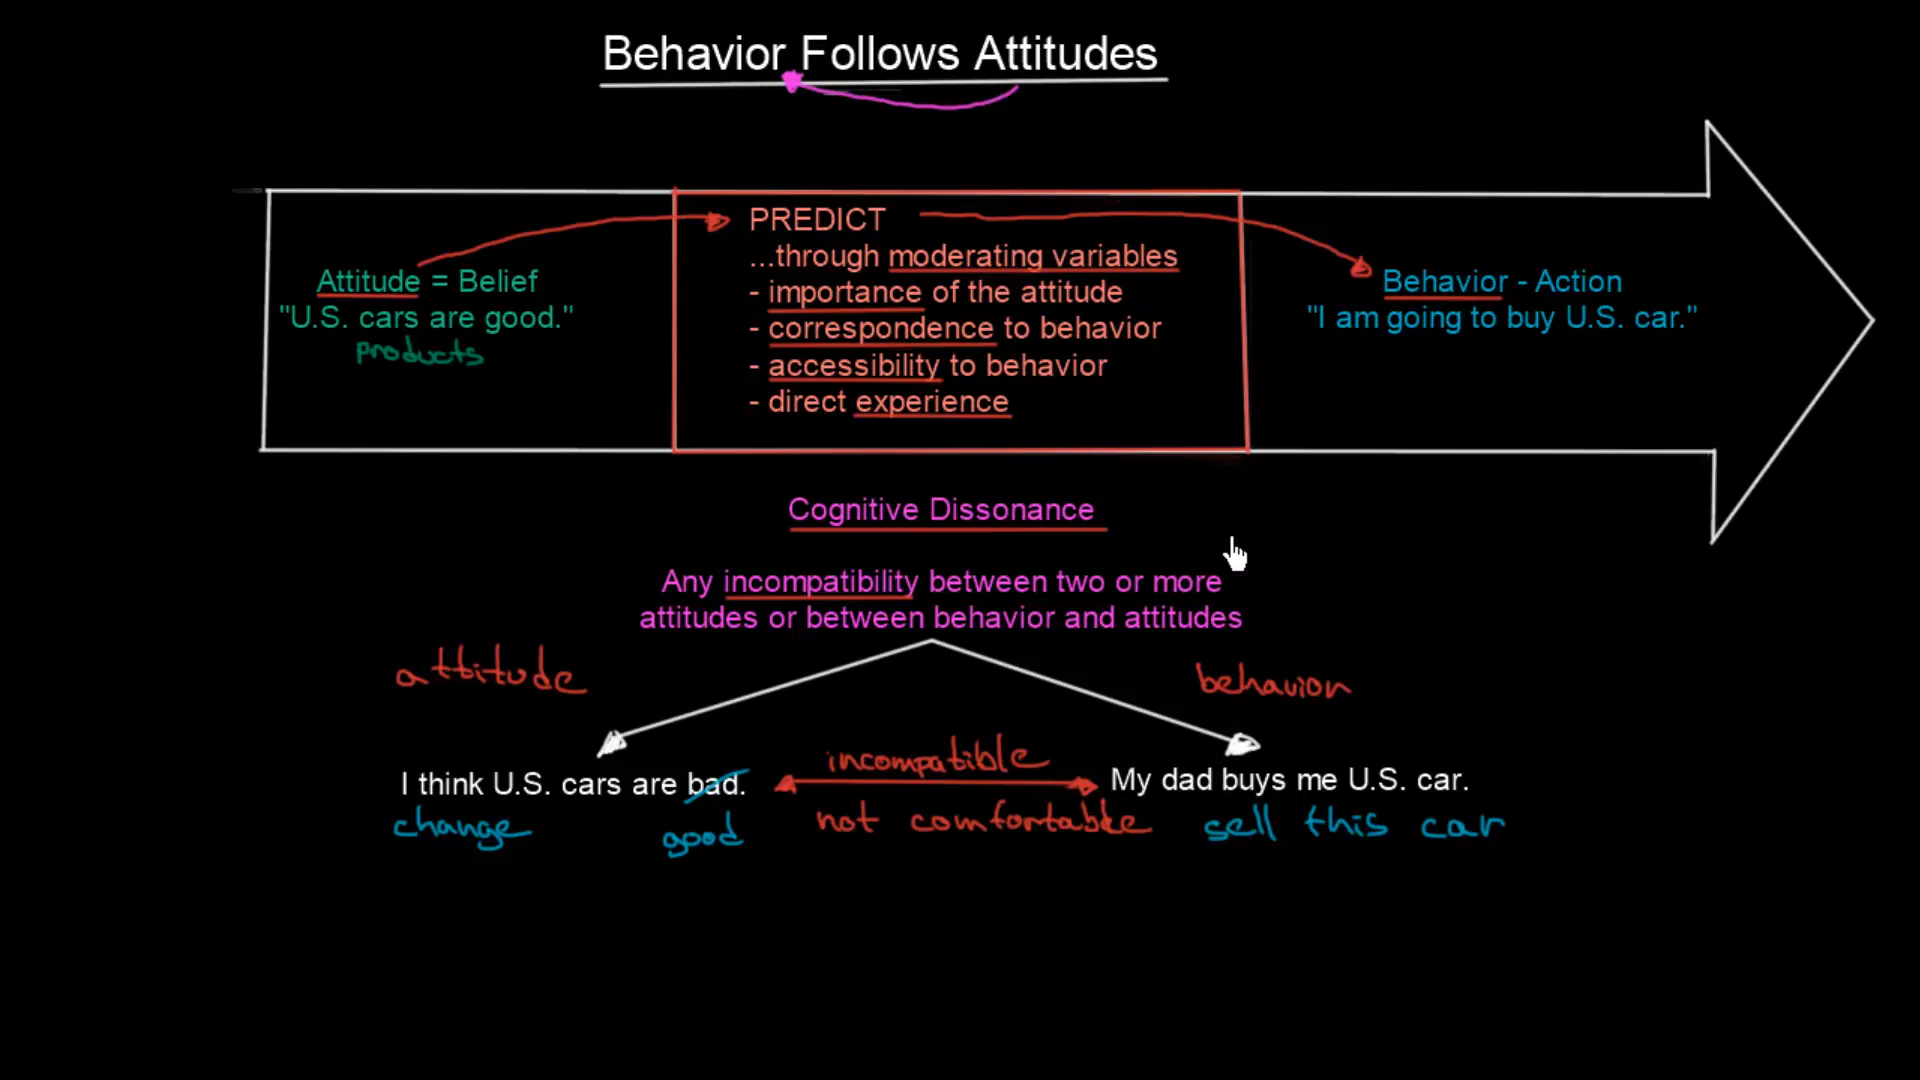 Behavior Follows Attitudes
Attitude = Belief
"U.S. cars are good."
products
PREDICT
...through moderating variables
- importance of the attitude
- correspondence to behavior
- accessibility to behavior
- direct experience
Behavior - Action
"I am going to buy U.S. car."
Cognitive Dissonance
Any incompatibility between two or more
attitudes or between behavior and attitudes
attitude
behavior
I think U.S. cars are bad.
incompatible
My dad buys me U.S. car.
change
good
not comfortable
sell this car